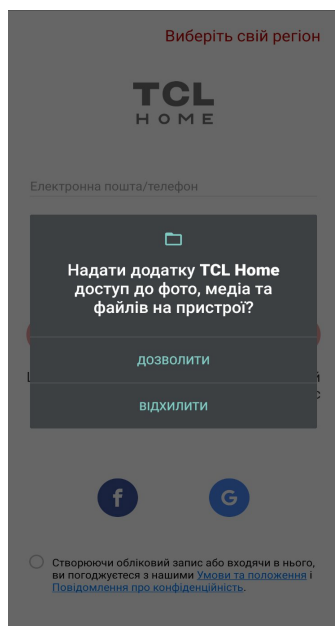 Виберіть свій регіон
TCL
HOME
Електронна пошта/телефон
Надати додатку TCL Home
доступ до фото, медіа та
файлів на пристрої?
ДОЗВОЛИТИ
ВІДХИЛИТИ
Створюючи обліковий запис або входячи в нього,
ви погоджуєтеся з нашими Умови та положення і
Повідомлення про конфіденційність.